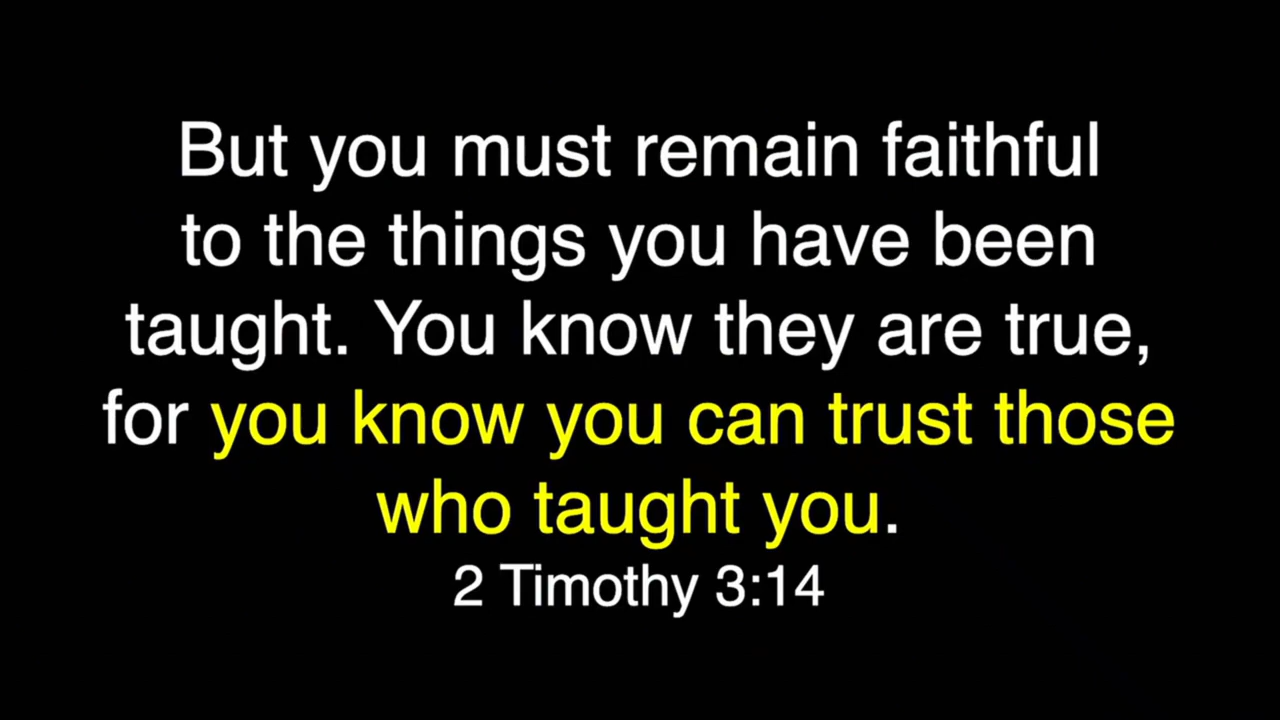 But you must remain faithful
to the things you have been
taught. You know they are true,
for you know you can trust those
who taught you.
2 Timothy 3:14